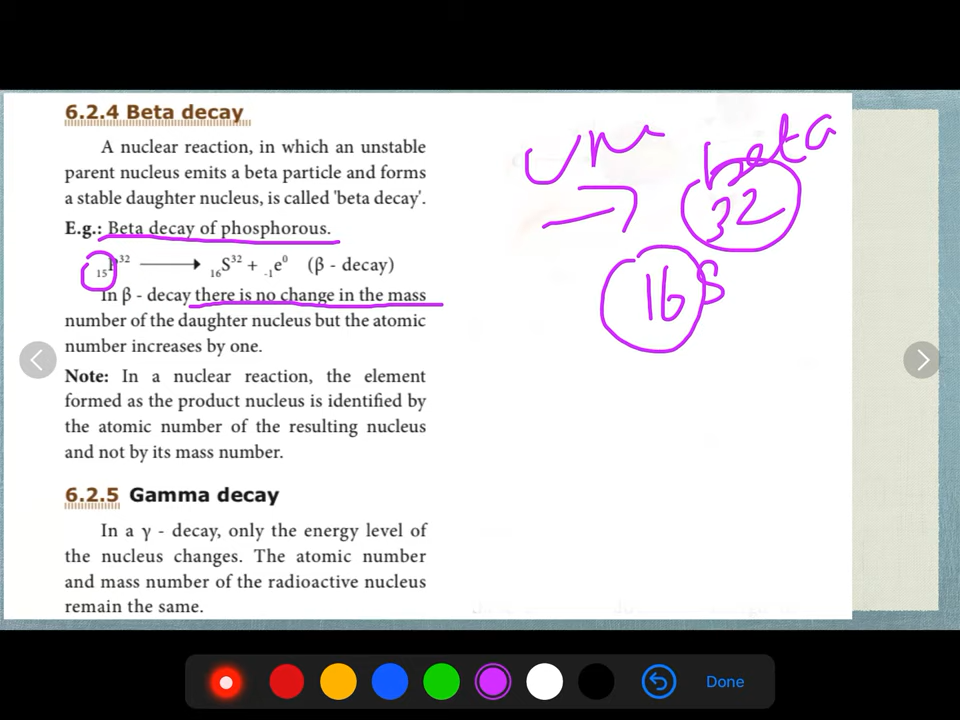 6.2.4 Beta decay
A nuclear reaction, in which an unstable
parent nucleus emits a beta particle and forms
a stable daughter nucleus, is called 'beta decay'.
E.g.: Beta decay of phosphorous.
₁₅P³² ⟶ ₁₆S³² + ₋₁e⁰ (β - decay)
In β - decay there is no change in the mass
number of the daughter nucleus but the atomic
number increases by one.
Note: In a nuclear reaction, the element
formed as the product nucleus is identified by
the atomic number of the resulting nucleus
and not by its mass number.
6.2.5 Gamma decay
In a γ - decay, only the energy level of
the nucleus changes. The atomic number
and mass number of the radioactive nucleus
remain the same.
beta
32
16 S
Done